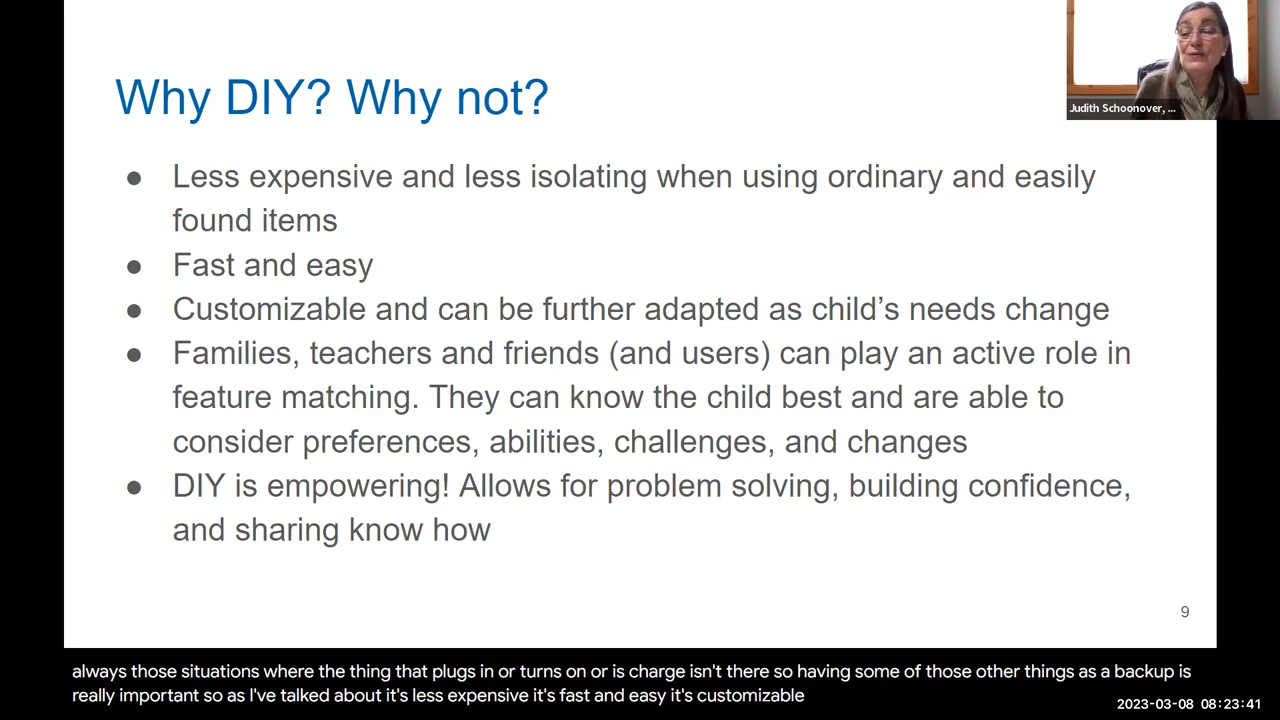 Why DIY? Why not?
Judith Schoonover, ...
● Less expensive and less isolating when using ordinary and easily
found items
● Fast and easy
● Customizable and can be further adapted as child’s needs change
● Families, teachers and friends (and users) can play an active role in
feature matching. They can know the child best and are able to
consider preferences, abilities, challenges, and changes
● DIY is empowering! Allows for problem solving, building confidence,
and sharing know how
9
always those situations where the thing that plugs in or turns on or is charge isn't there so having some of those other things as a backup is
really important so as I've talked about it's less expensive it's fast and easy it's customizable
2023-03-08 08:23:41